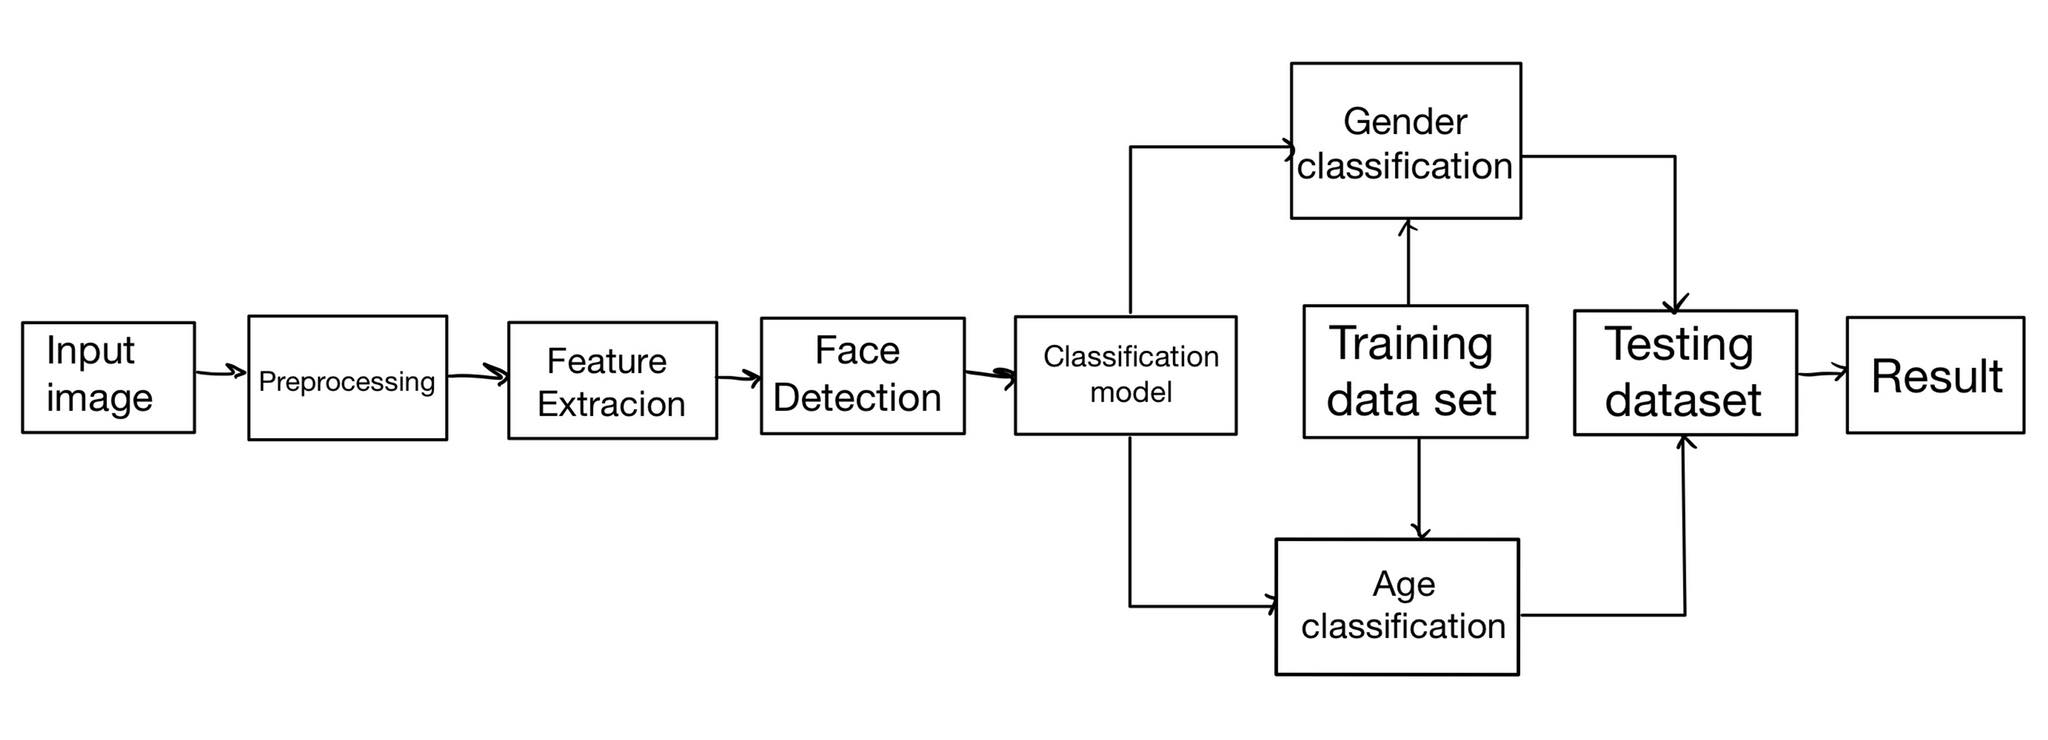 Input
image
Preprocessing
Feature
Extracion
Face
Detection
Classification
model
Gender
classification
Training
data set
Age
classification
Testing
dataset
Result